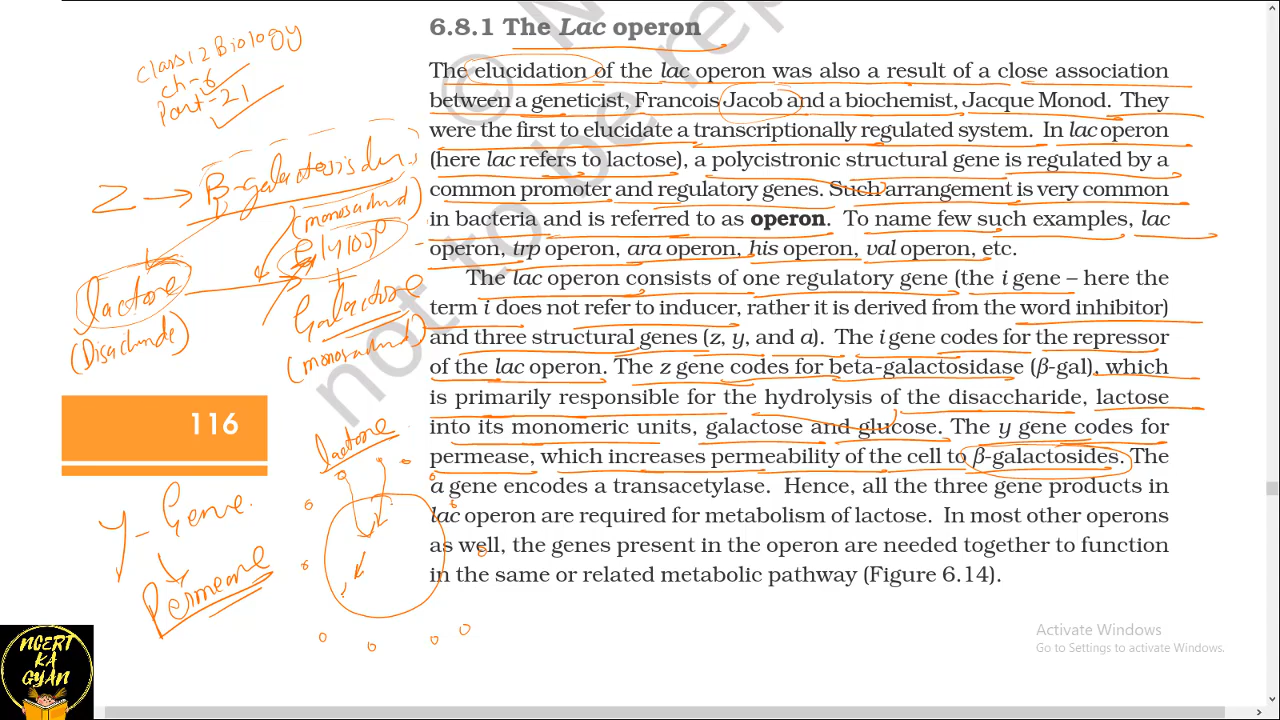 Class 12 Biology
Ch-6
Part-21
6.8.1 The Lac operon
The elucidation of the lac operon was also a result of a close association
between a geneticist, Francois Jacob and a biochemist, Jacque Monod. They
were the first to elucidate a transcriptionally regulated system. In lac operon
(here lac refers to lactose), a polycistronic structural gene is regulated by a
common promoter and regulatory genes. Such arrangement is very common
in bacteria and is referred to as operon. To name few such examples, lac
operon, trp operon, ara operon, his operon, val operon, etc.
The lac operon consists of one regulatory gene (the i gene – here the
term i does not refer to inducer, rather it is derived from the word inhibitor)
and three structural genes (z, y, and a). The i gene codes for the repressor
of the lac operon. The z gene codes for beta-galactosidase (β-gal), which
is primarily responsible for the hydrolysis of the disaccharide, lactose
into its monomeric units, galactose and glucose. The y gene codes for
permease, which increases permeability of the cell to β-galactosides. The
a gene encodes a transacetylase. Hence, all the three gene products in
lac operon are required for metabolism of lactose. In most other operons
as well, the genes present in the operon are needed together to function
in the same or related metabolic pathway (Figure 6.14).
Z →
lactose
Galactose
116
lactose
Y - Gene
Permease
© not to be rep
Activate Windows
Go to Settings to activate Windows.
NCERT
KA
GYAN